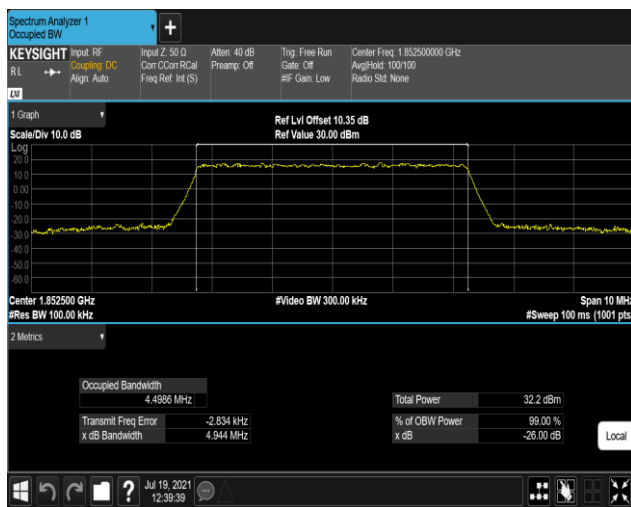 Spectrum Analyzer 1
Occupied BW
+
KEYSIGHT Input: RF Input Z: 50 Ω Atten: 40 dB Trig: Free Run Center Freq: 1.852500000 GHz
RL Coupling: DC Corr CCorr RCal Preamp: Off Gate: Off Avg|Hold: 100/100
Align: Auto Freq Ref: Int (S) #IF Gain: Low Radio Std: None
LXI
1 Graph
Ref Lvl Offset 10.35 dB
Scale/Div 10.0 dB Ref Value 30.00 dBm
Log
20.0
10.0
0.00
-10.0
-20.0
-30.0
-40.0
-50.0
-60.0
Center 1.852500 GHz #Video BW 300.00 kHz Span 10 MHz
#Res BW 100.00 kHz #Sweep 100 ms (1001 pts
2 Metrics
Occupied Bandwidth
4.4986 MHz Total Power 32.2 dBm
Transmit Freq Error -2.834 kHz % of OBW Power 99.00 %
x dB Bandwidth 4.944 MHz x dB -26.00 dB
Local
? Jul 19, 2021
12:39:39